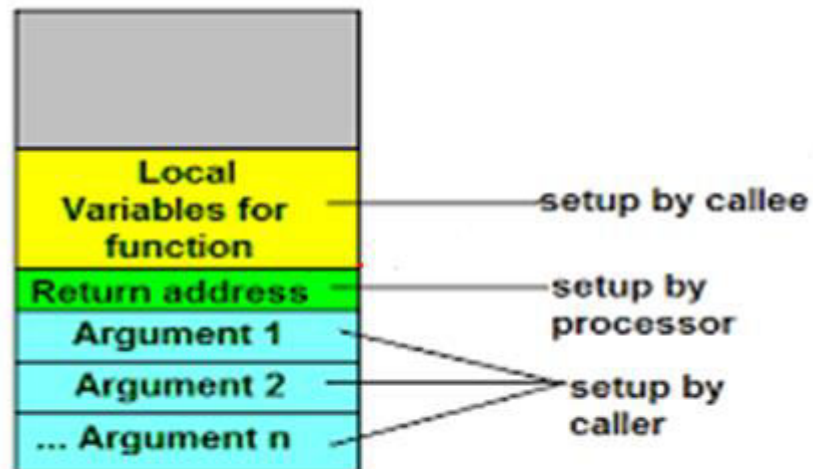 Local
Variables for
function
setup by callee
Return address
setup by
processor
Argument 1
Argument 2
... Argument n
setup by
caller